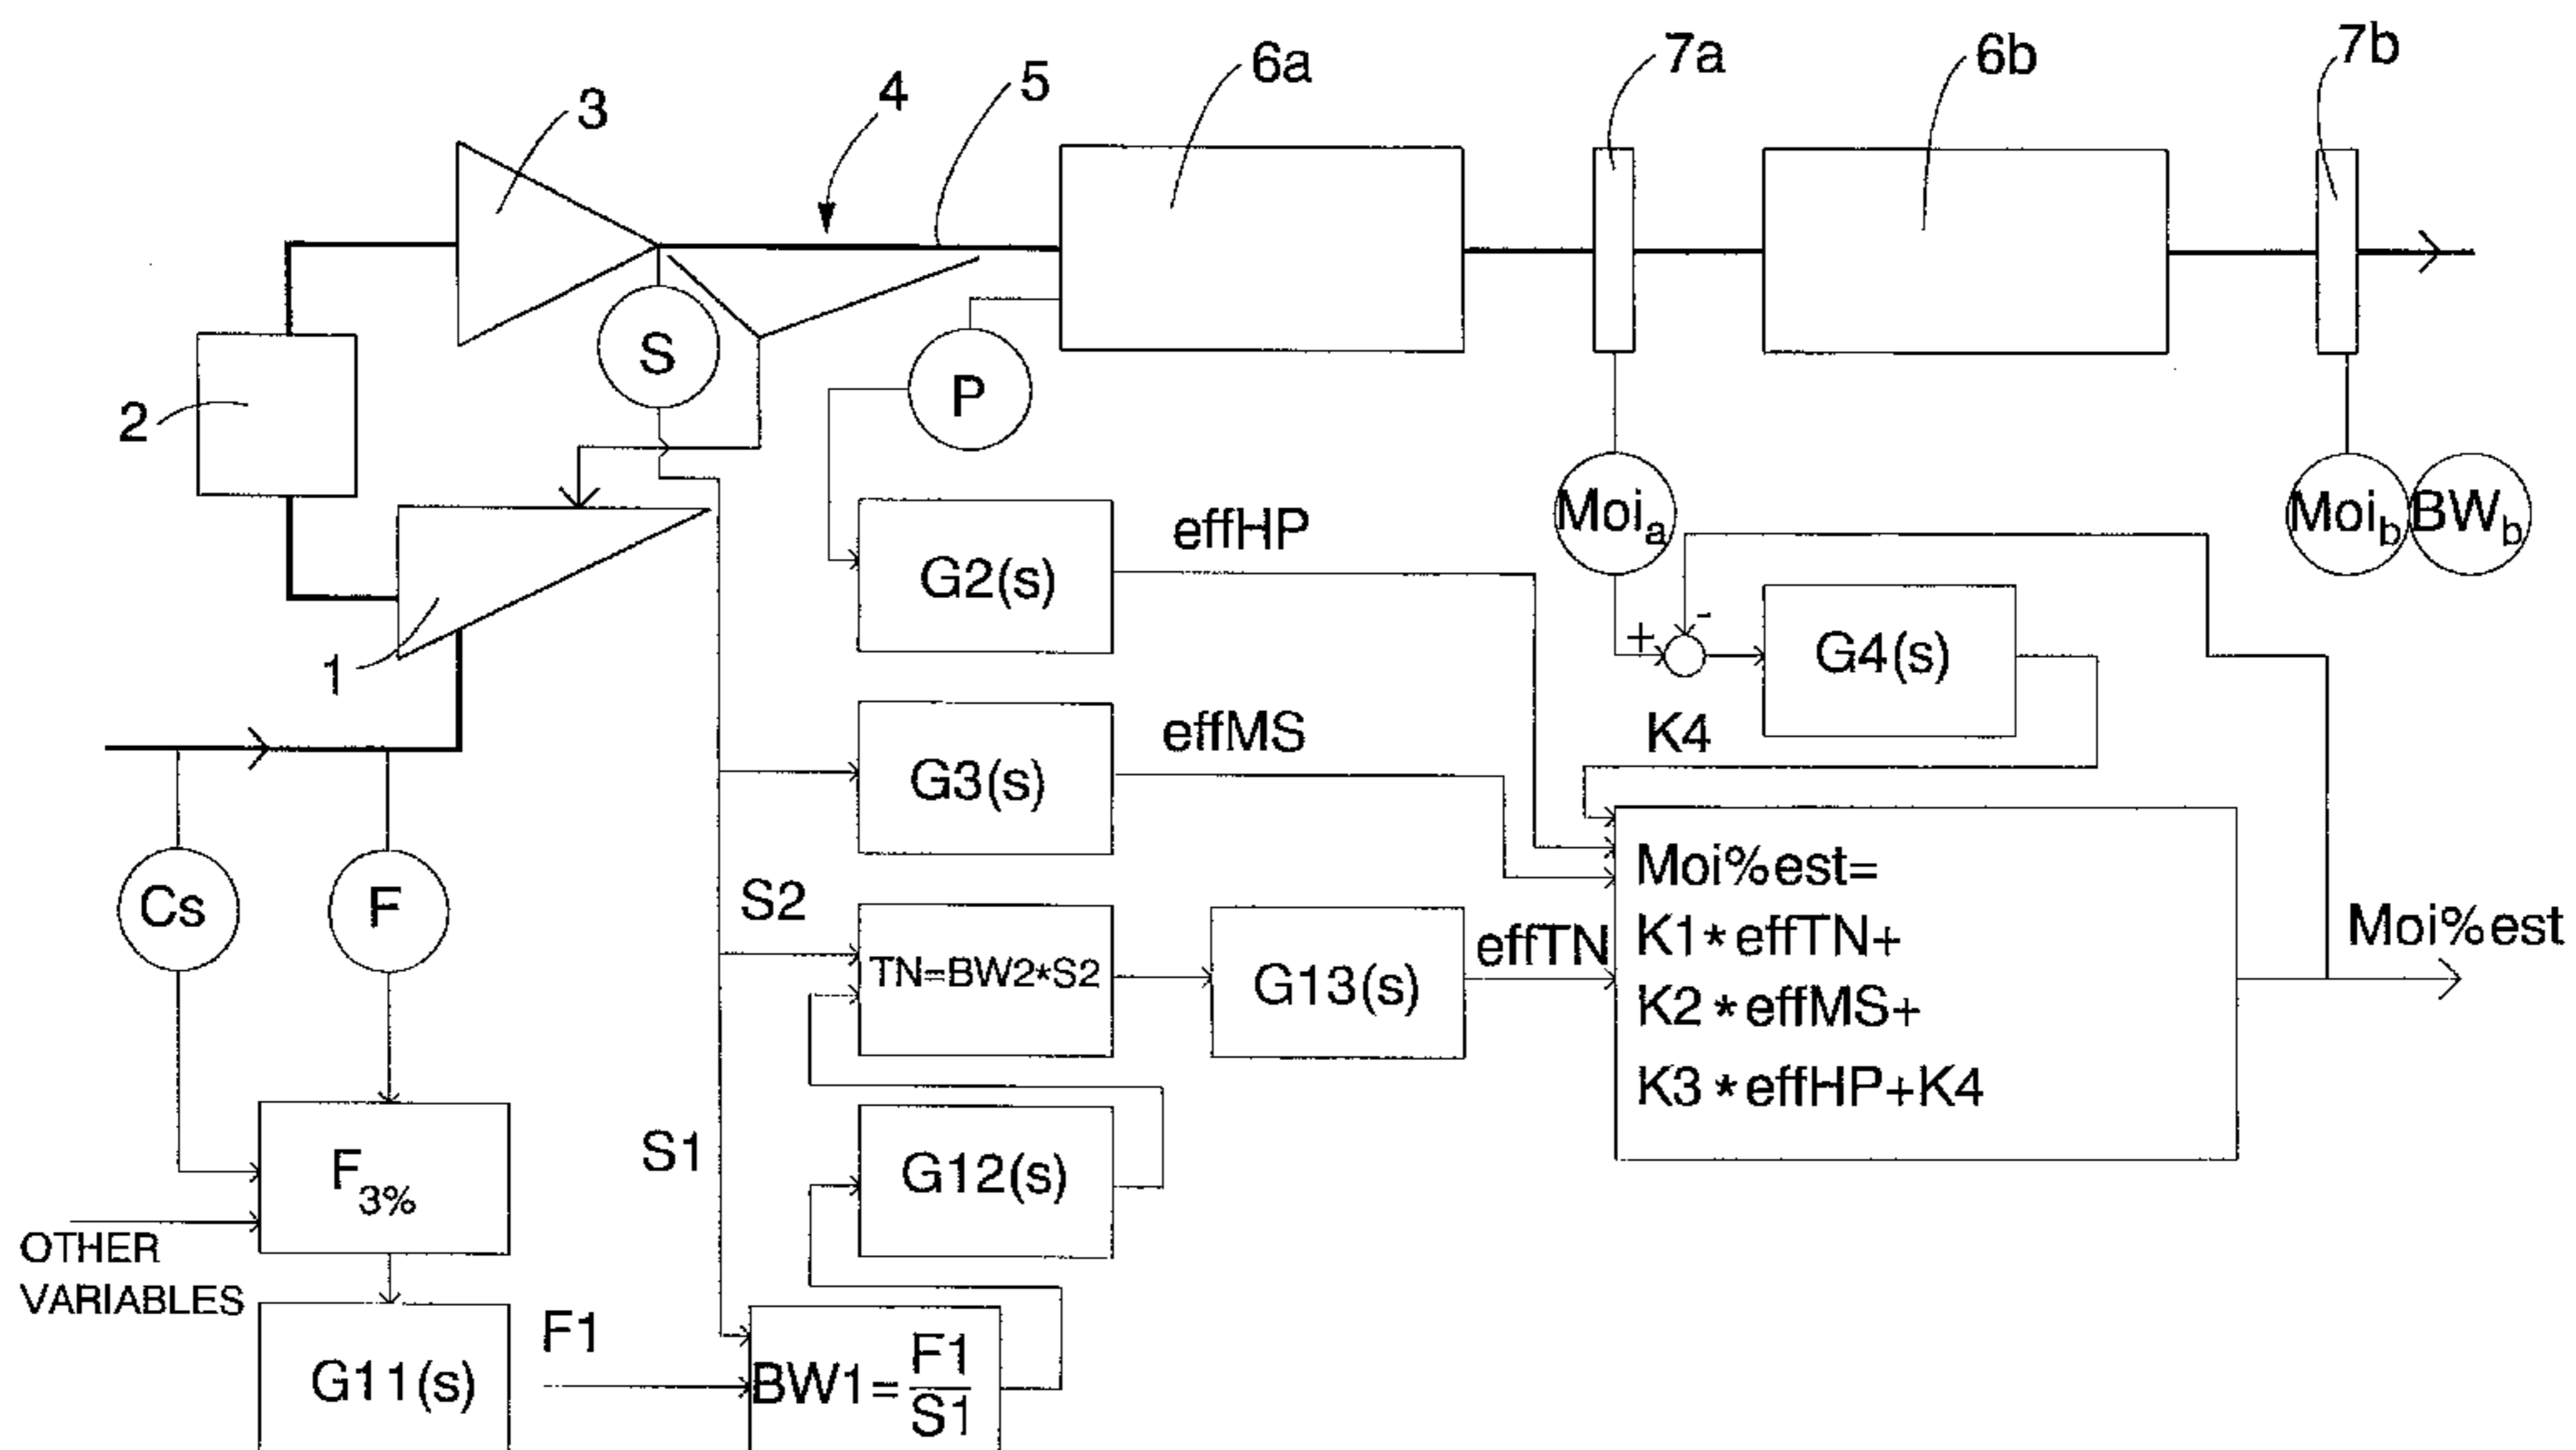 3
4
5
6a
7a
6b
7b
2
S
P
Moia
Moib
BWb
effHP
G2(s)
+
-
G4(s)
1
K4
effMS
G3(s)
Cs
F
S2
Moi%est=
K1*effTN+
K2*effMS+
K3*effHP+K4
Moi%est
TN=BW2*S2
G13(s)
effTN
S1
G12(s)
F3%
OTHER
VARIABLES
G11(s)
F1
BW1=F1
S1